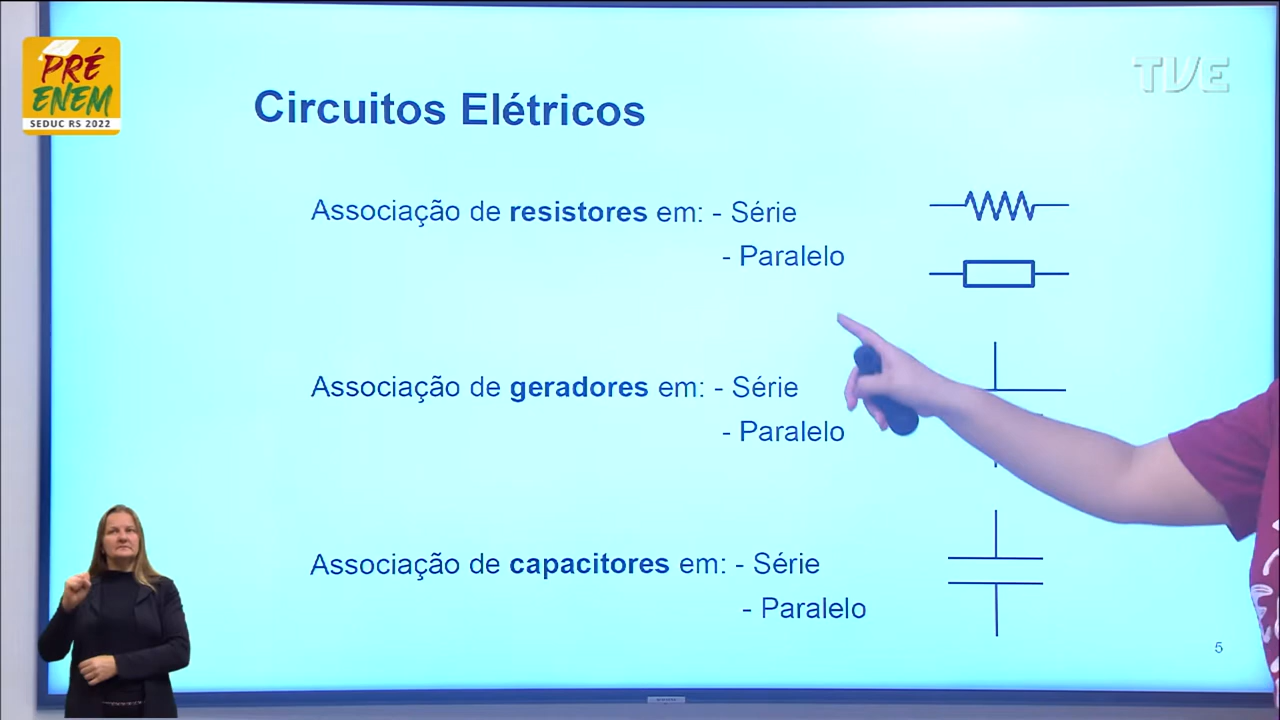 PRÉ
ENEM
SEDUC RS 2022
TVE
Circuitos Elétricos
Associação de resistores em: - Série
- Paralelo
Associação de geradores em: - Série
- Paralelo
Associação de capacitores em: - Série
- Paralelo
5